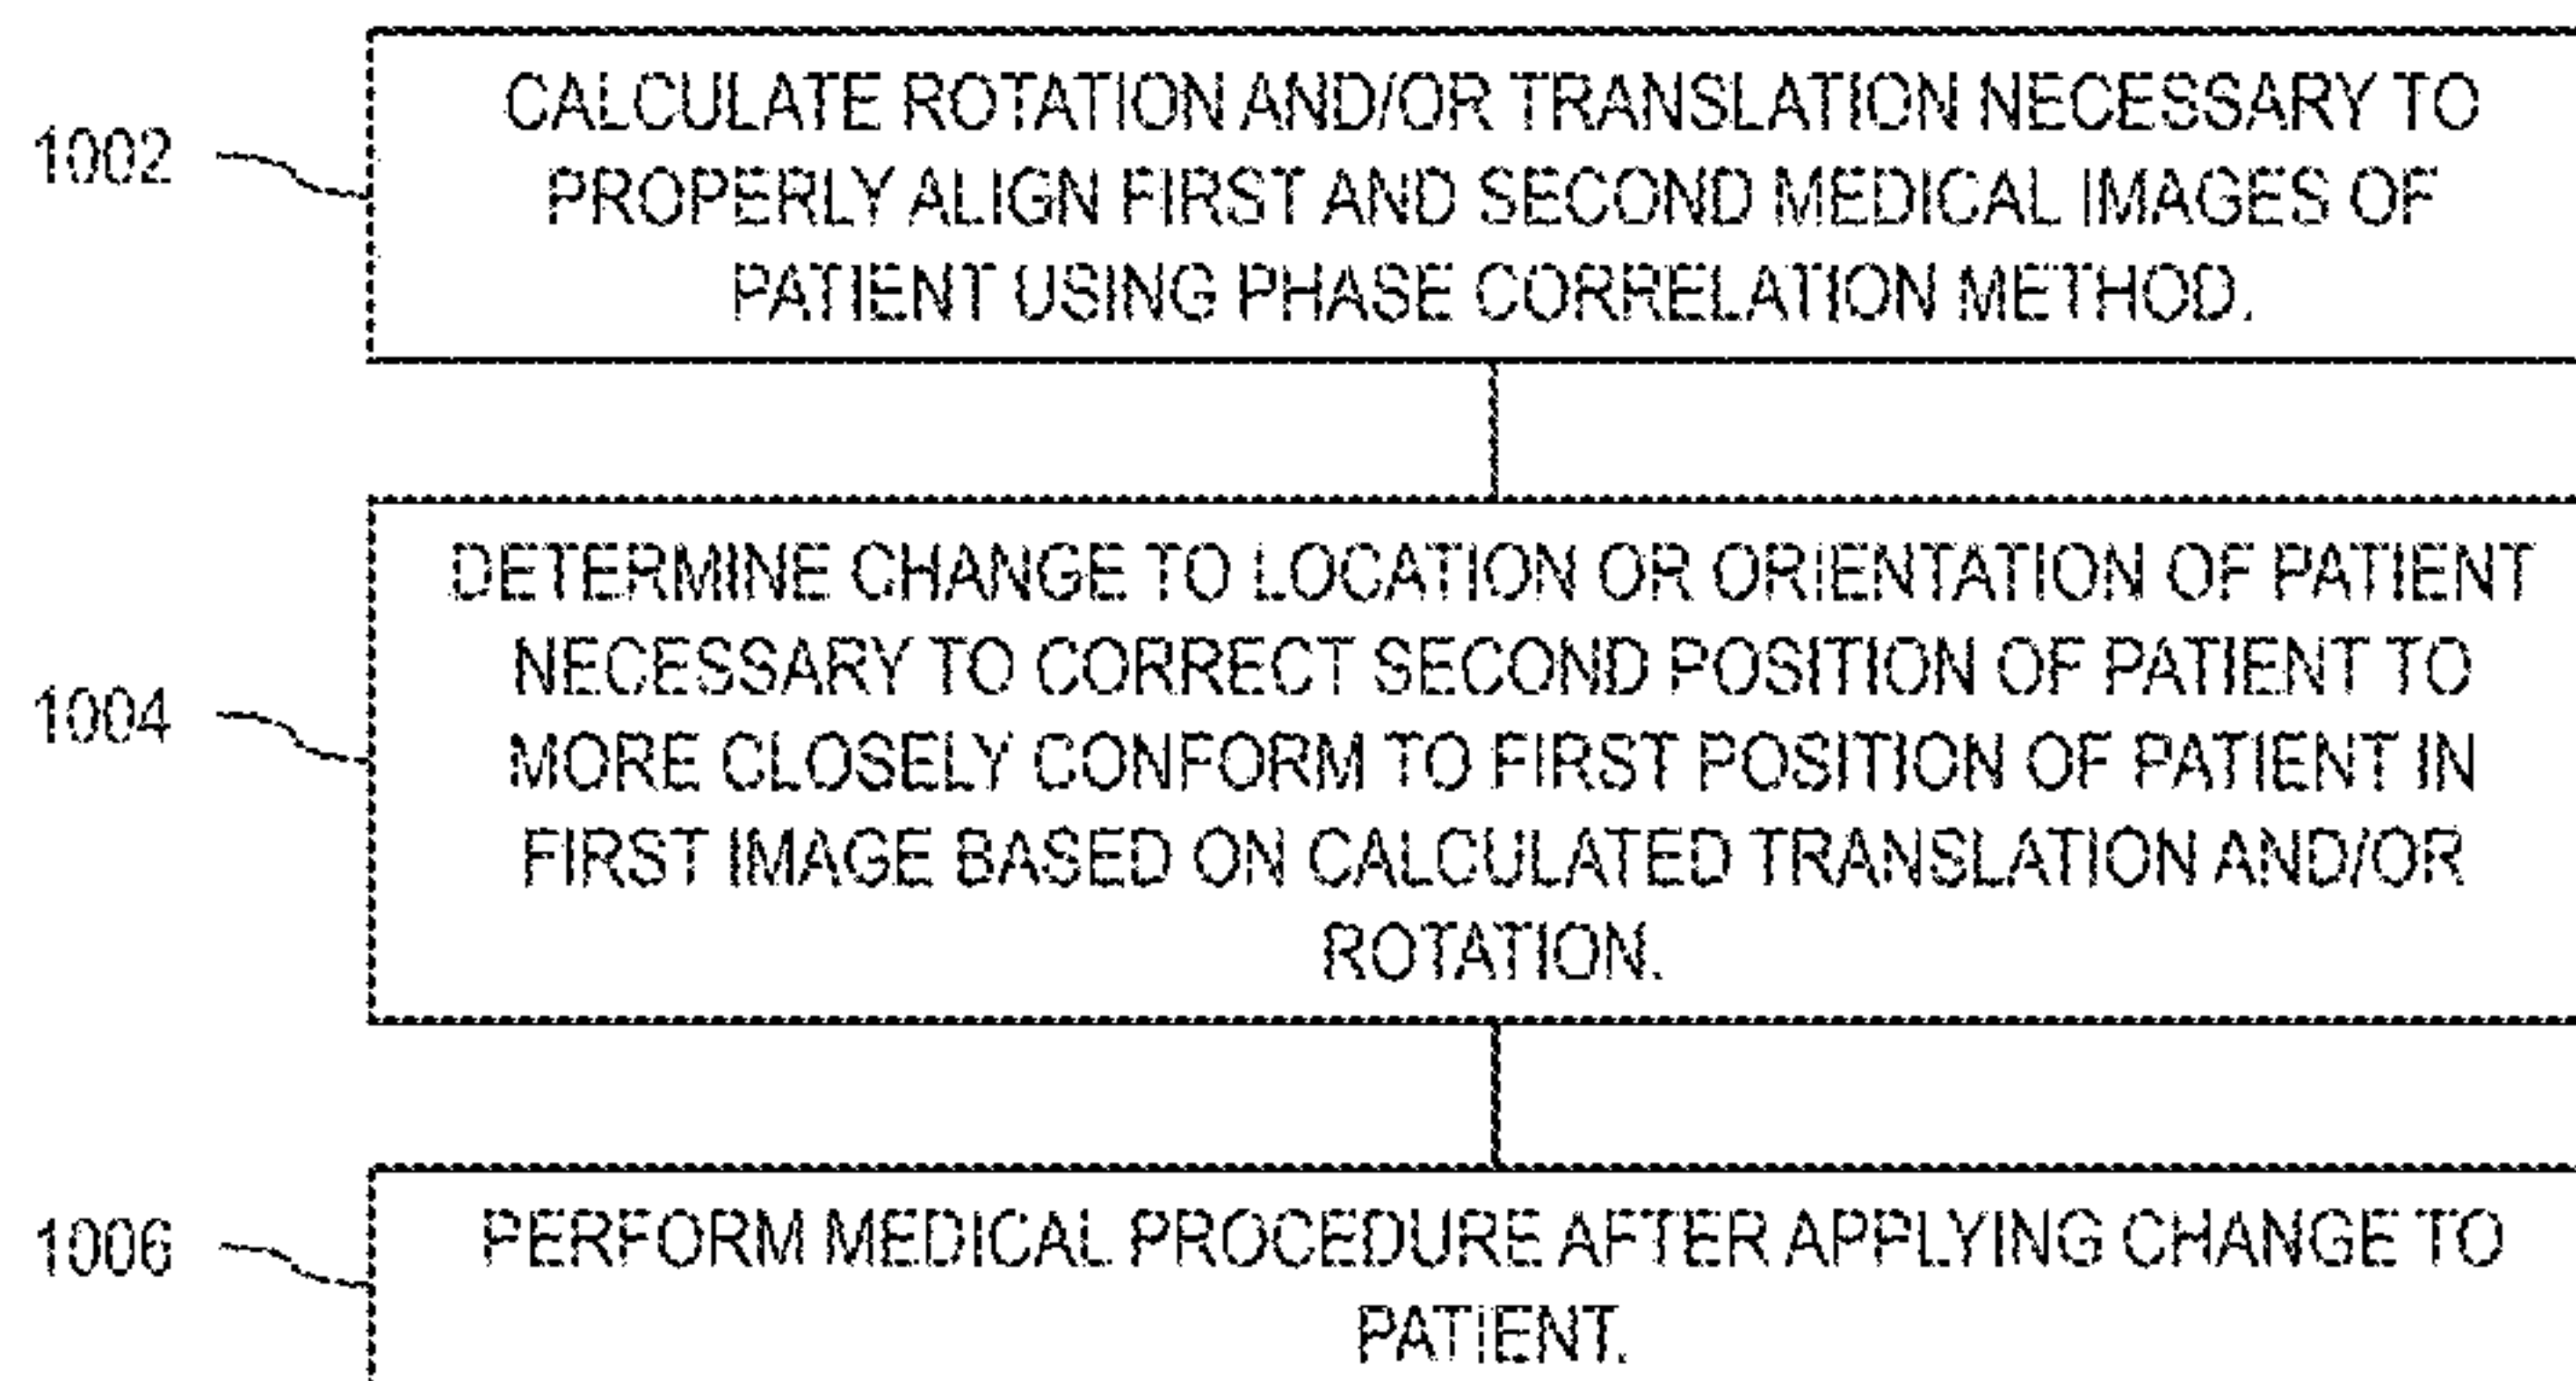 1002
CALCULATE ROTATION AND/OR TRANSLATION NECESSARY TO
PROPERLY ALIGN FIRST AND SECOND MEDICAL IMAGES OF
PATIENT USING PHASE CORRELATION METHOD.
1004
DETERMINE CHANGE TO LOCATION OR ORIENTATION OF PATIENT
NECESSARY TO CORRECT SECOND POSITION OF PATIENT TO
MORE CLOSELY CONFORM TO FIRST POSITION OF PATIENT IN
FIRST IMAGE BASED ON CALCULATED TRANSLATION AND/OR
ROTATION.
1006
PERFORM MEDICAL PROCEDURE AFTER APPLYING CHANGE TO
PATIENT.